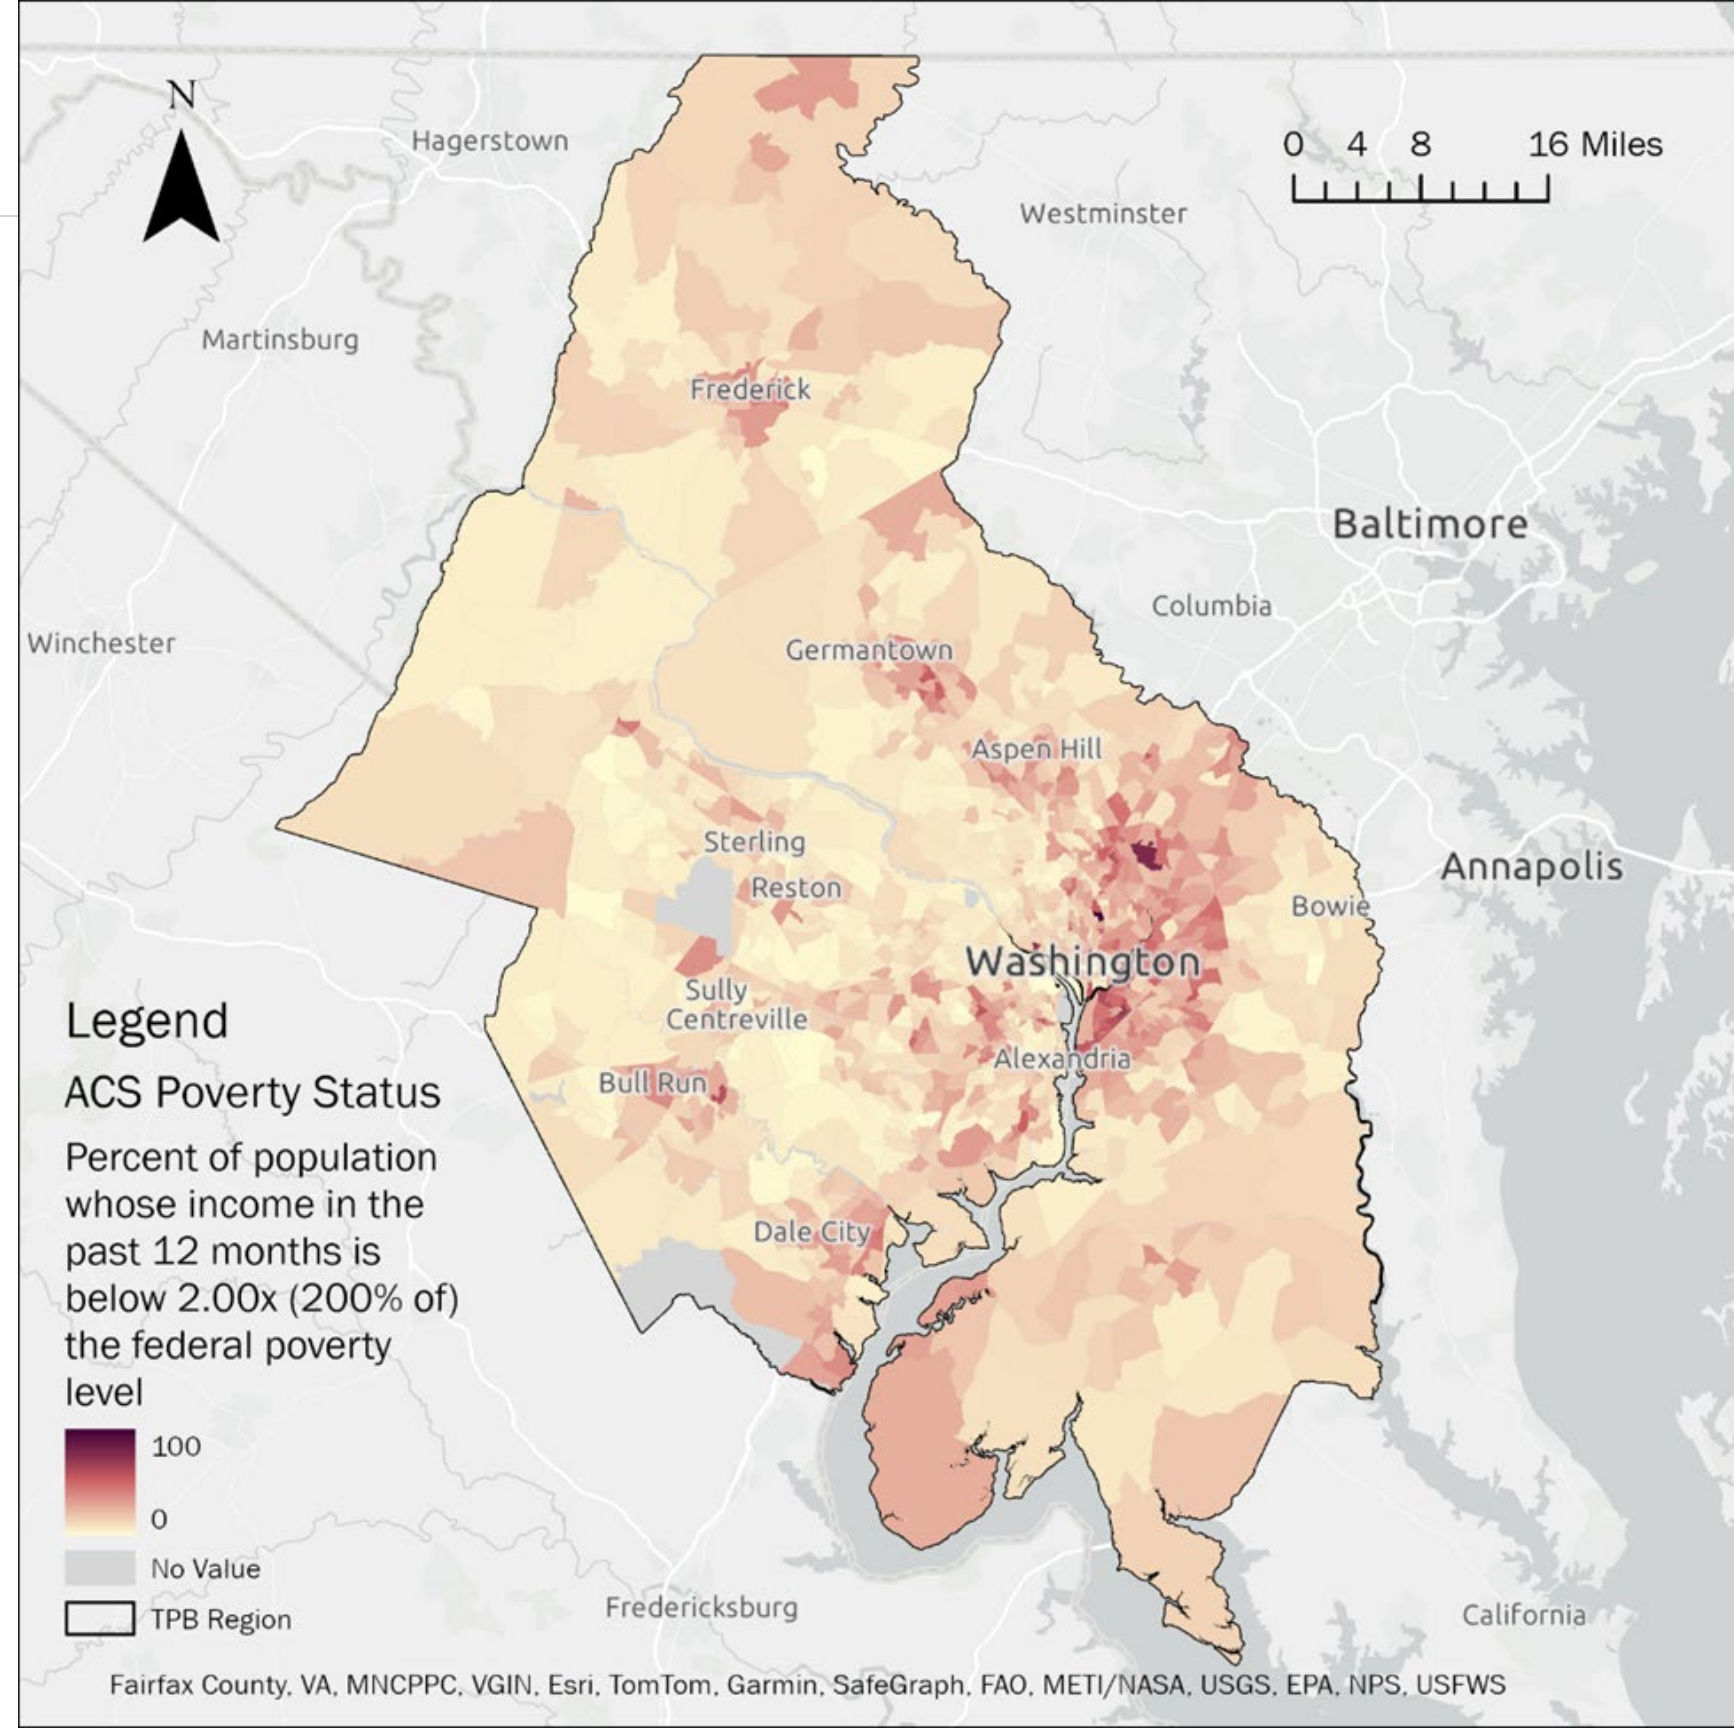 N
Hagerstown
0 4 8 16 Miles
Westminster
Martinsburg
Frederick
Baltimore
Columbia
Winchester
Germantown
Aspen Hill
Sterling
Annapolis
Reston
Bowie
Washington
Sully
Centreville
Alexandria
Bull Run
Dale City
Legend
ACS Poverty Status
Percent of population
whose income in the
past 12 months is
below 2.00x (200% of)
the federal poverty
level
100
0
No Value
TPB Region
Fredericksburg
California
Fairfax County, VA, MNCPPC, VGIN, Esri, TomTom, Garmin, SafeGraph, FAO, METI/NASA, USGS, EPA, NPS, USFWS